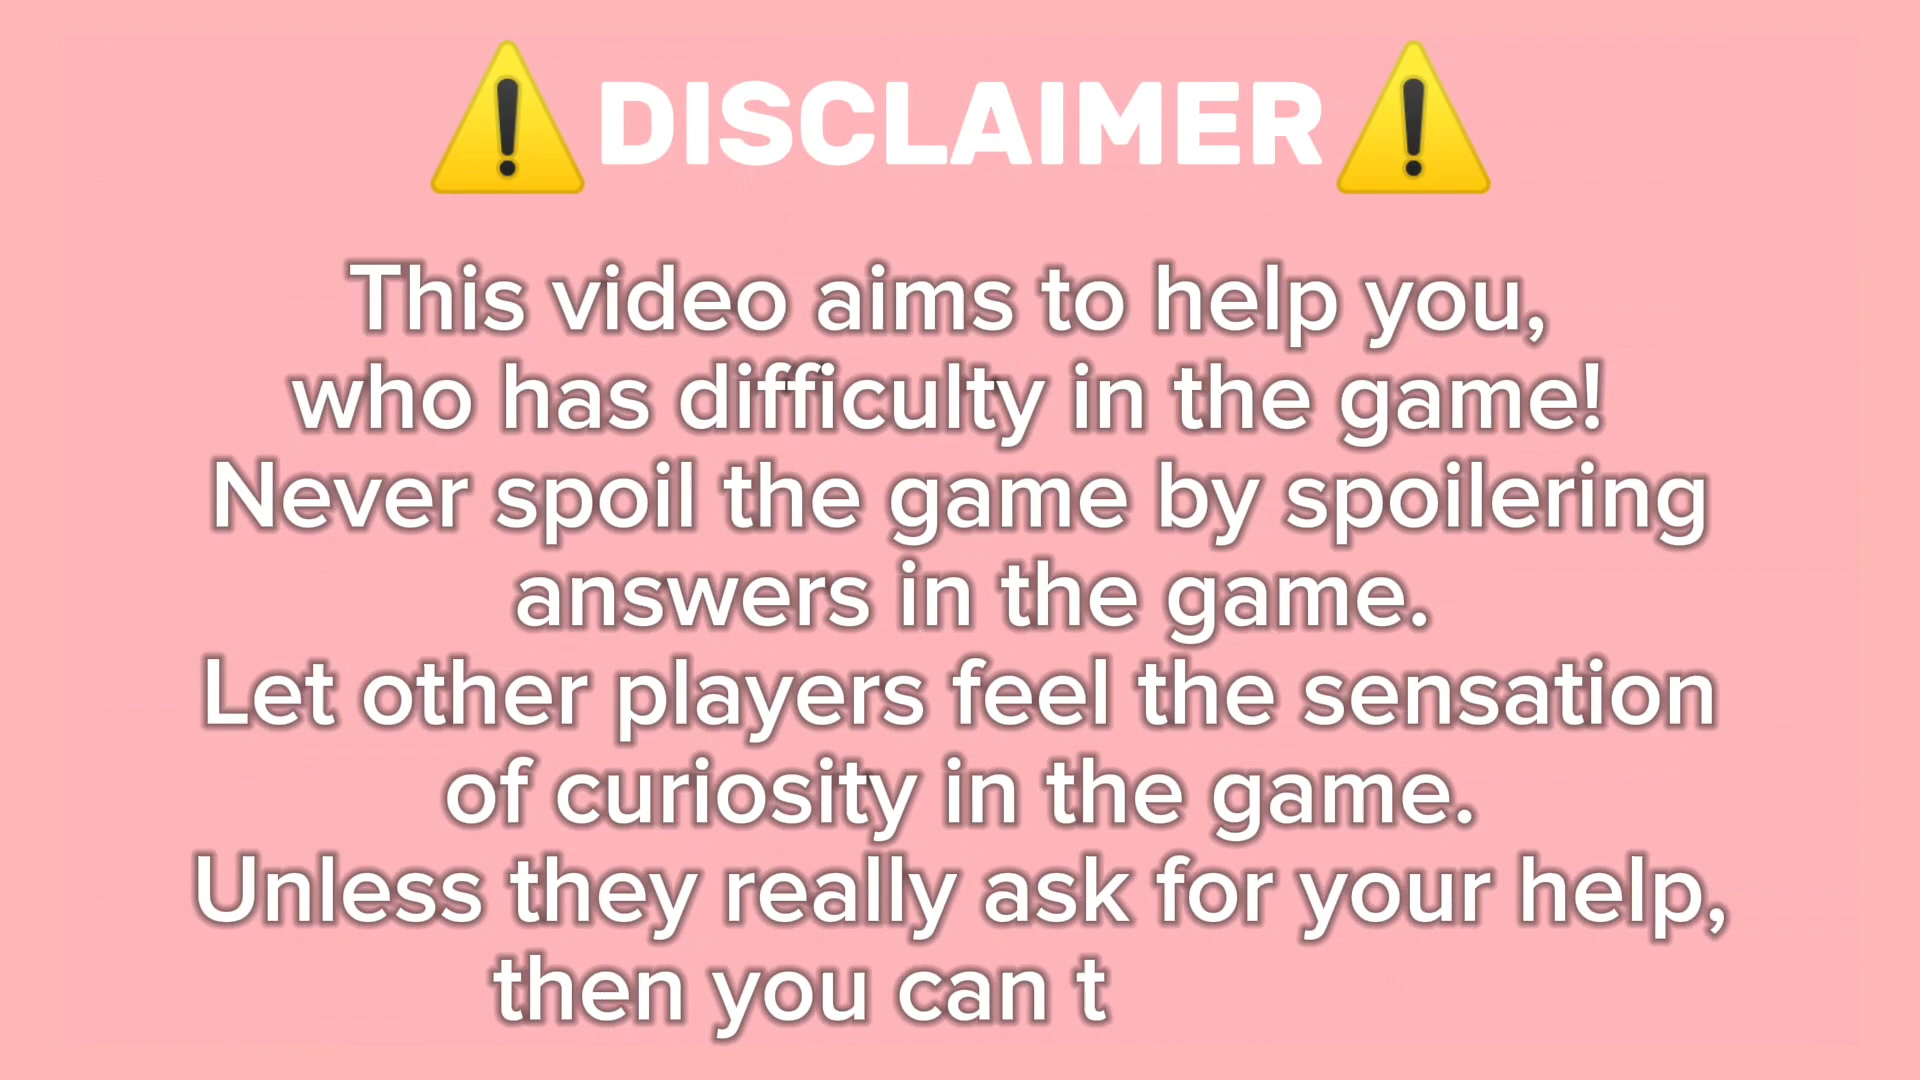 ⚠️DISCLAIMER⚠️
This video aims to help you,
who has difficulty in the game!
Never spoil the game by spoilering
answers in the game.
Let other players feel the sensation
of curiosity in the game.
Unless they really ask for your help,
then you can t